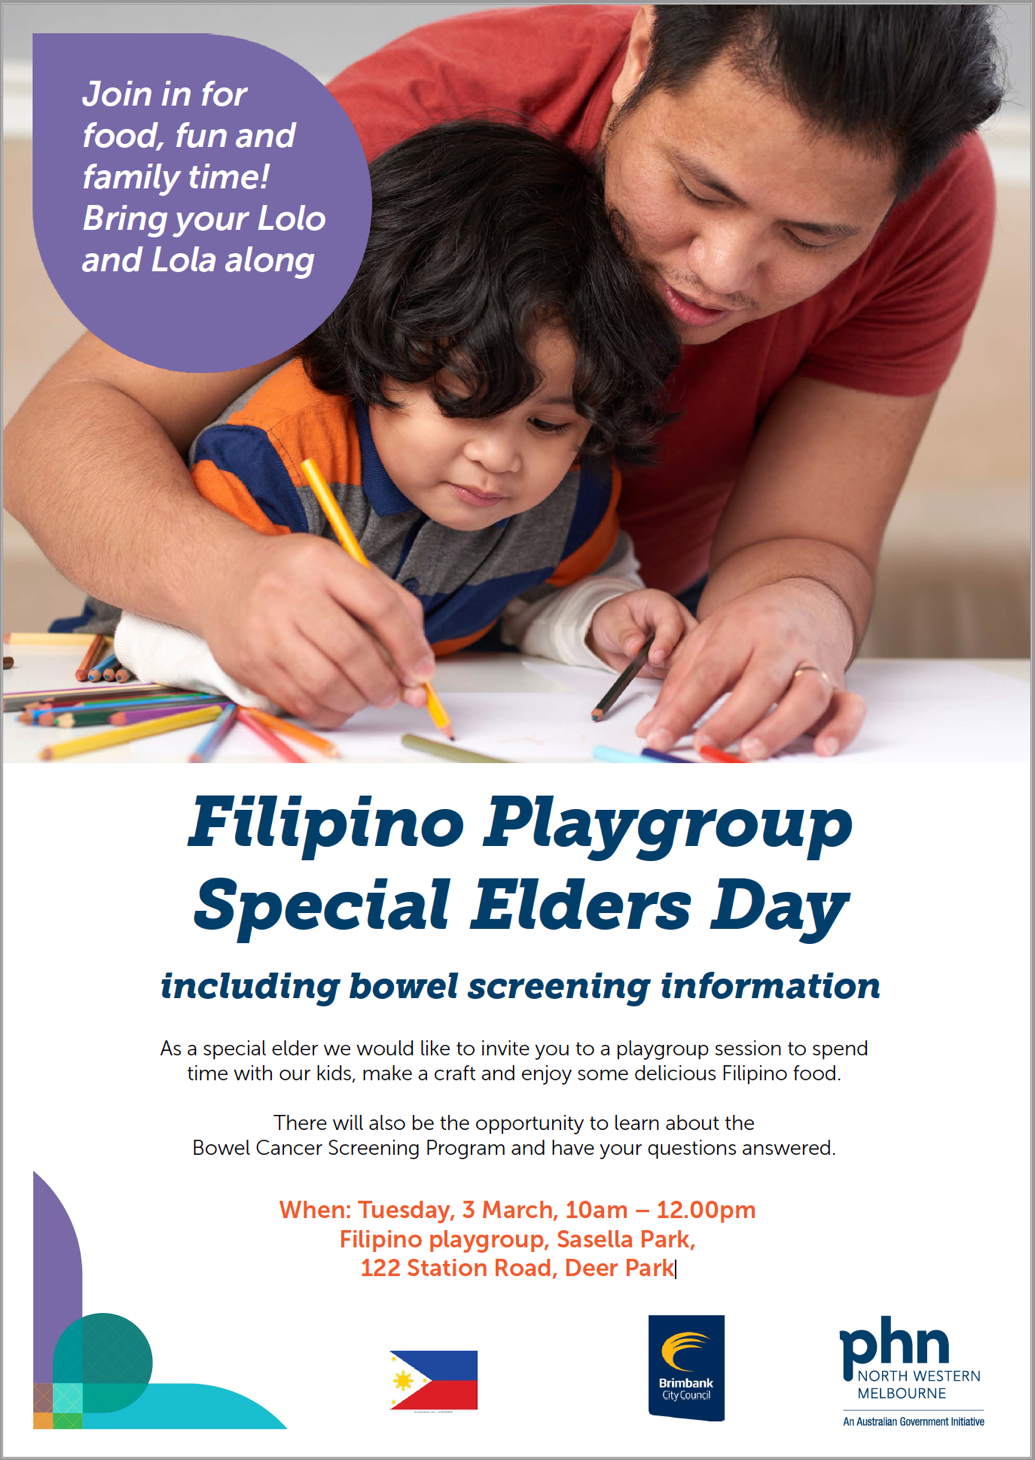 Join in for
food, fun and
family time!
Bring your Lolo
and Lola along
Filipino Playgroup
Special Elders Day
including bowel screening information
As a special elder we would like to invite you to a playgroup session to spend
time with our kids, make a craft and enjoy some delicious Filipino food.
There will also be the opportunity to learn about the
Bowel Cancer Screening Program and have your questions answered.
When: Tuesday, 3 March, 10am – 12.00pm
Filipino playgroup, Sasella Park,
122 Station Road, Deer Park
Brimbank
City Council
phn
NORTH WESTERN
MELBOURNE
An Australian Government Initiative